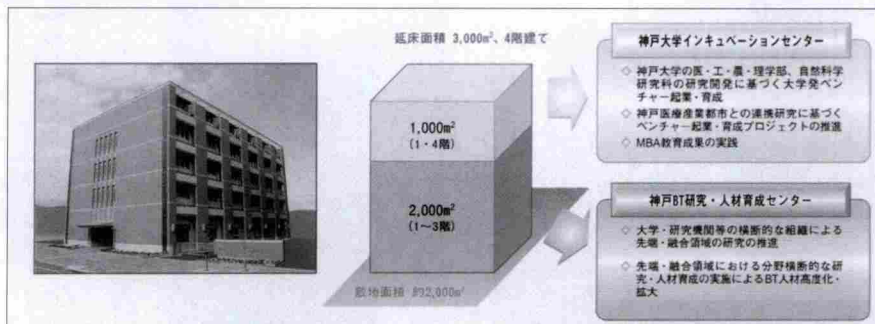 延床面積 3,000m²、4階建て
1,000m²
(1・4階)
2,000m²
(1～3階)
敷地面積 約32,000m²
神戸大学インキュベーションセンター
◇ 神戸大学の医・工・農・理学部、自然科学
研究科の研究開発に基づく大学発ベン
チャー起業・育成
◇ 神戸医療産業都市との連携研究に基づく
ベンチャー起業・育成プロジェクトの推進
◇ MBA教育成果の実践
神戸BT研究・人材育成センター
◇ 大学・研究機関等の横断的な組織による
先端・融合領域の研究の推進
◇ 先端・融合領域における分野横断的な研
究・人材育成の実施によるBT人材高度化・
拡大